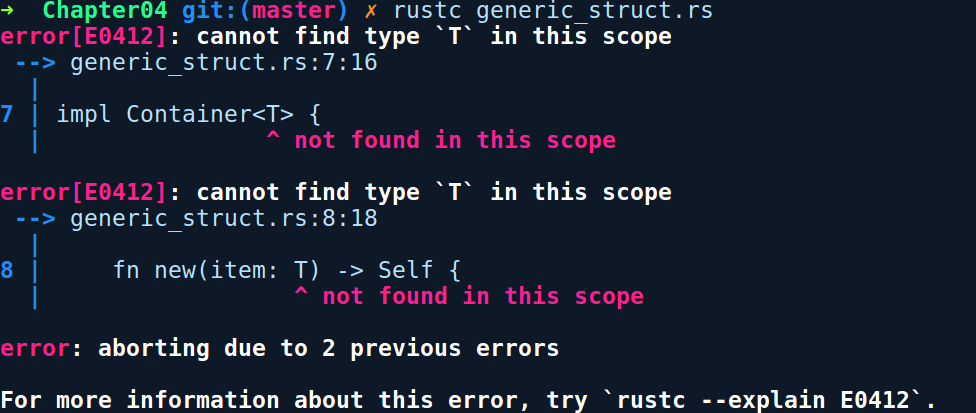 →  Chapter04 git:(master) ✗ rustc generic_struct.rs
error[E0412]: cannot find type `T` in this scope
 --> generic_struct.rs:7:16
  |
7 | impl Container<T> {
  |                ^ not found in this scope

error[E0412]: cannot find type `T` in this scope
 --> generic_struct.rs:8:18
  |
8 |     fn new(item: T) -> Self {
  |                  ^ not found in this scope

error: aborting due to 2 previous errors

For more information about this error, try `rustc --explain E0412`.